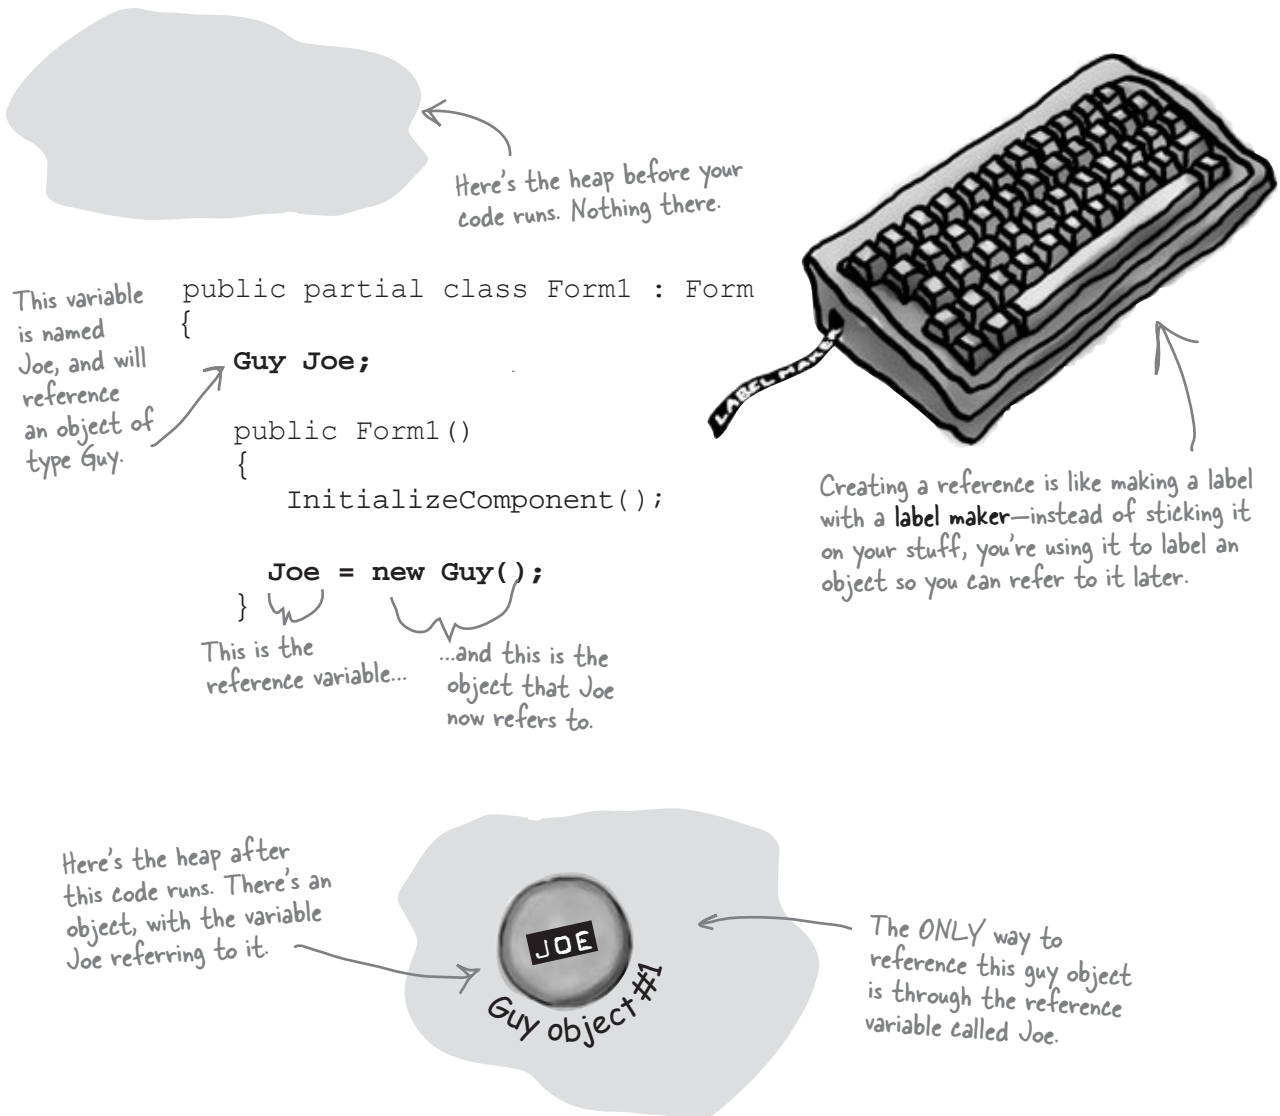 Here's the heap before your
code runs. Nothing there.
This variable
is named
Joe, and will
reference
an object of
type Guy.
public partial class Form1 : Form
{
Guy Joe;
public Form1()
{
InitializeComponent();
Joe = new Guy();
}
This is the
reference variable...
...and this is the
object that Joe
now refers to.
LABEL MAKER
Creating a reference is like making a label
with a label maker—instead of sticking it
on your stuff, you're using it to label an
object so you can refer to it later.
Here's the heap after
this code runs. There's an
object, with the variable
Joe referring to it.
JOE
Guy object #1
The ONLY way to
reference this guy object
is through the reference
variable called Joe.